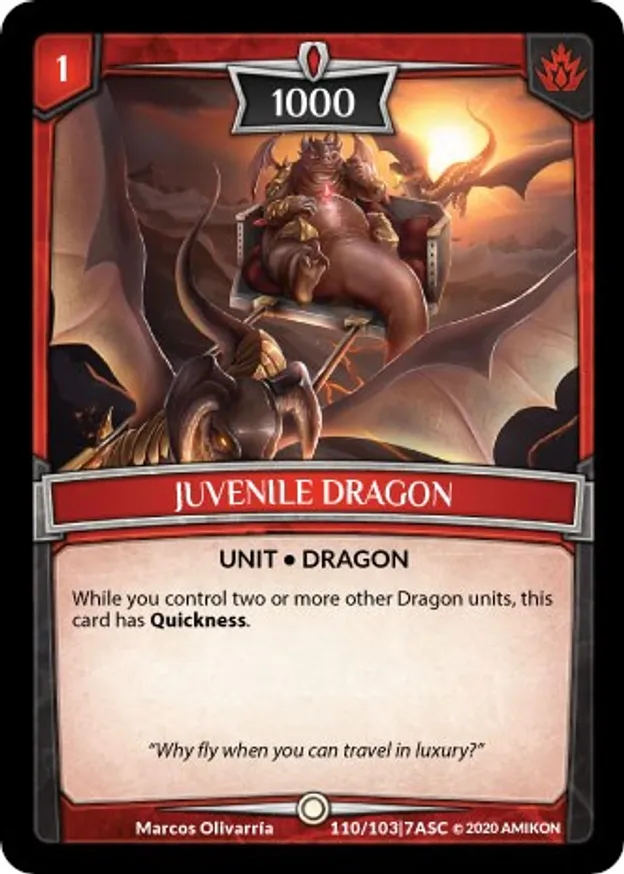 1
1000
JUVENILE DRAGON
UNIT • DRAGON
While you control two or more other Dragon units, this
card has Quickness.
“Why fly when you can travel in luxury?”
Marcos Olivarría 110/103|7ASC © 2020 AMIKON